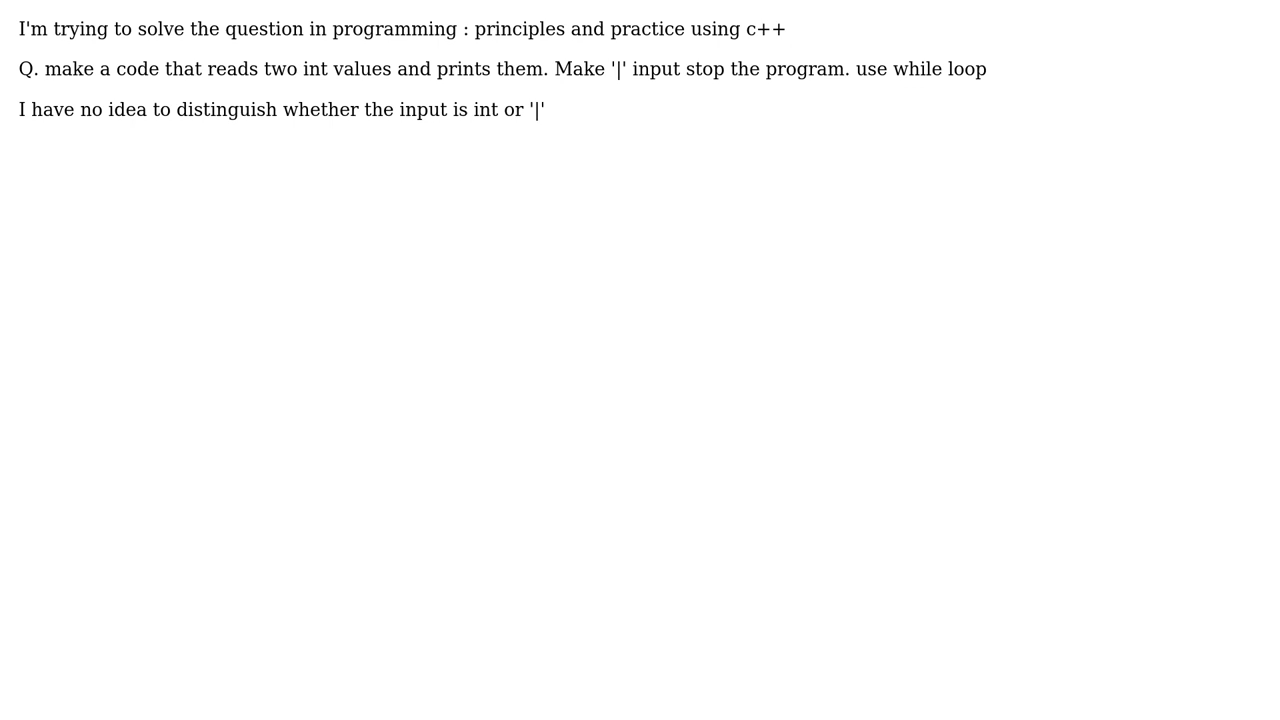 I'm trying to solve the question in programming : principles and practice using c++
Q. make a code that reads two int values and prints them. Make '|' input stop the program. use while loop
I have no idea to distinguish whether the input is int or '|'